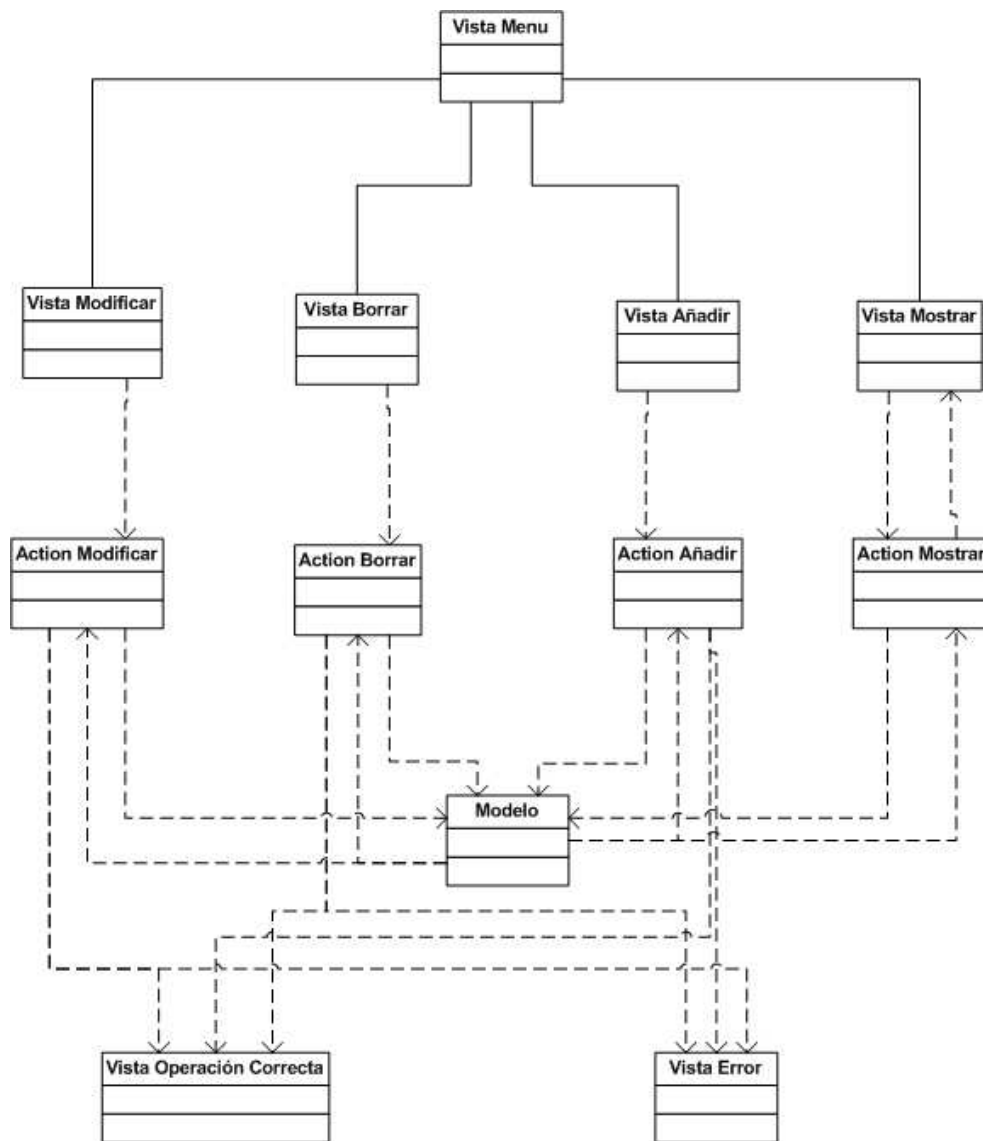 Vista Menu
Vista Modificar
Vista Borrar
Vista Añadir
Vista Mostrar
Action Modificar
Action Borrar
Action Añadir
Action Mostrar
Modelo
Vista Operación Correcta
Vista Error